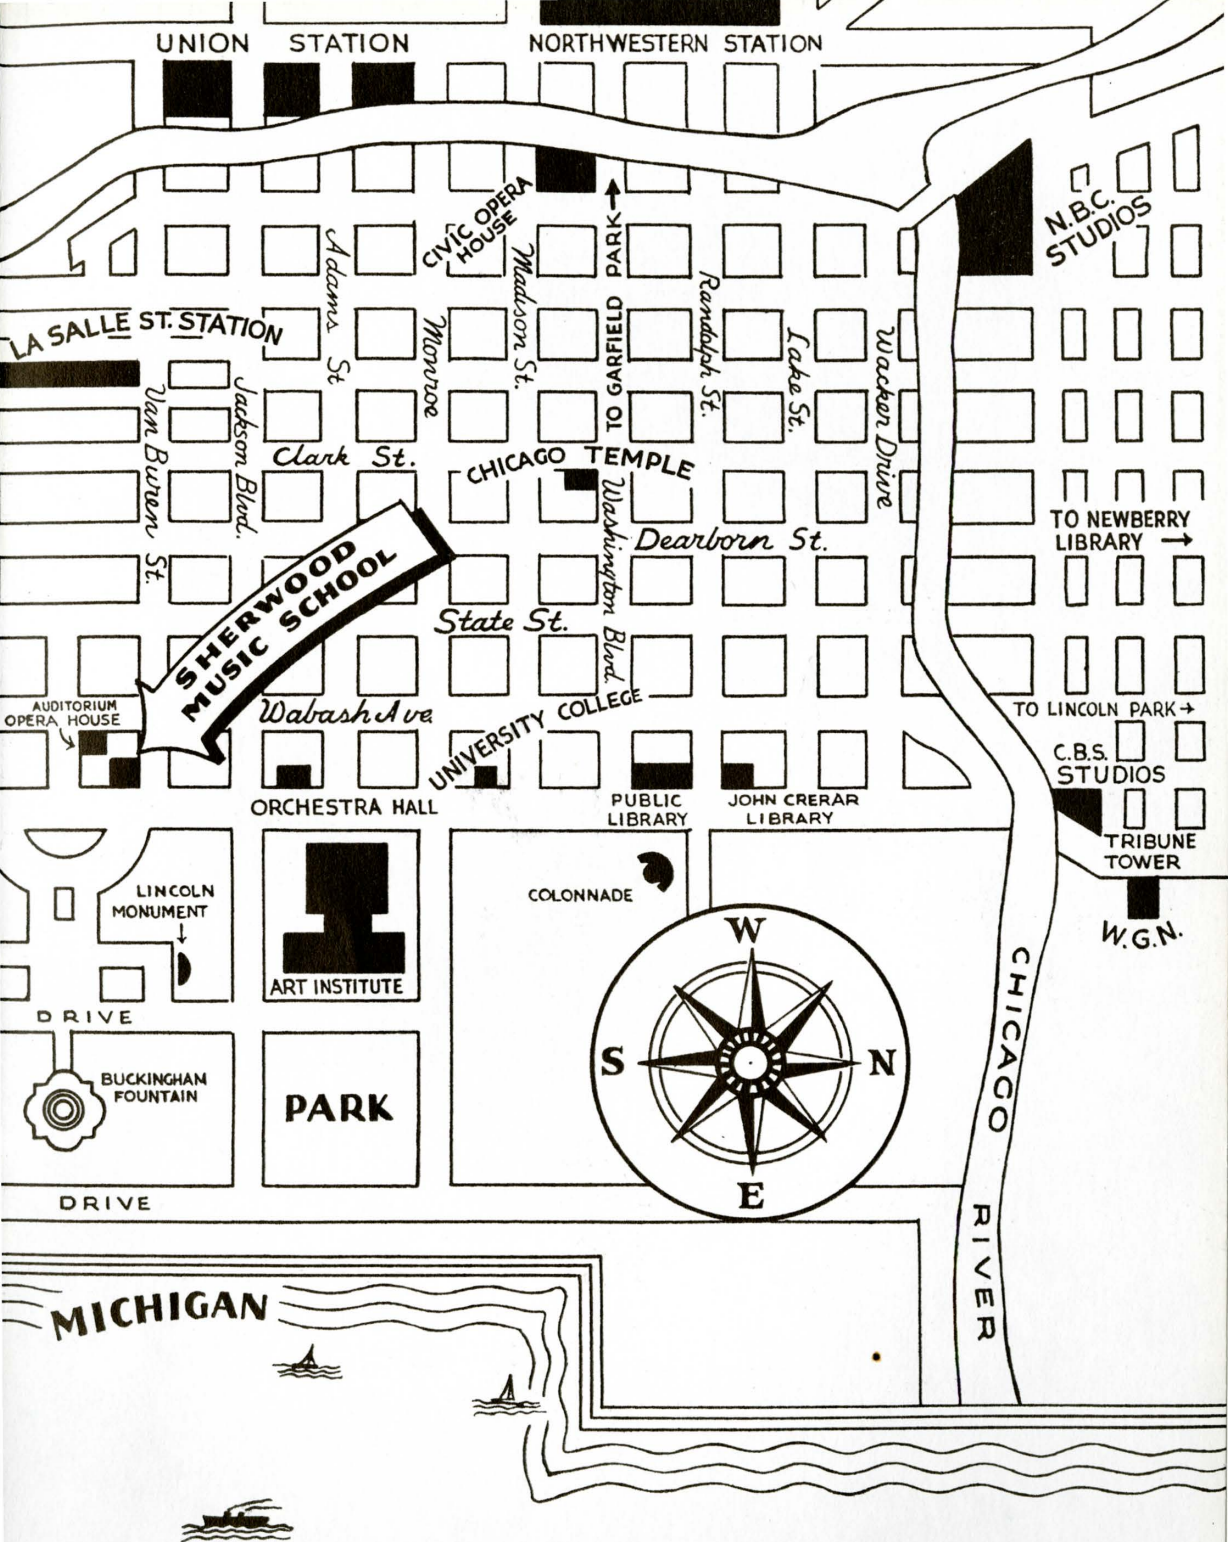 UNION STATION
NORTHWESTERN STATION
CIVIC OPERA
HOUSE
TO GARFIELD PARK
N.B.C.
STUDIOS
Adams St
Madison St.
Monroe
Randolph St.
Lake St.
Wacker Drive
LA SALLE ST. STATION
Van Buren St.
Jackson Blvd.
Clark St.
CHICAGO TEMPLE
Washington Blvd.
Dearborn St.
TO NEWBERRY
LIBRARY
SHERWOOD
MUSIC SCHOOL
State St.
AUDITORIUM
OPERA HOUSE
Wabash Ave.
UNIVERSITY COLLEGE
TO LINCOLN PARK
C.B.S.
STUDIOS
ORCHESTRA HALL
PUBLIC
LIBRARY
JOHN CRERAR
LIBRARY
TRIBUNE
TOWER
W.G.N.
LINCOLN
MONUMENT
COLONNADE
ART INSTITUTE
DRIVE
W
S
N
E
BUCKINGHAM
FOUNTAIN
PARK
CHICAGO RIVER
DRIVE
MICHIGAN